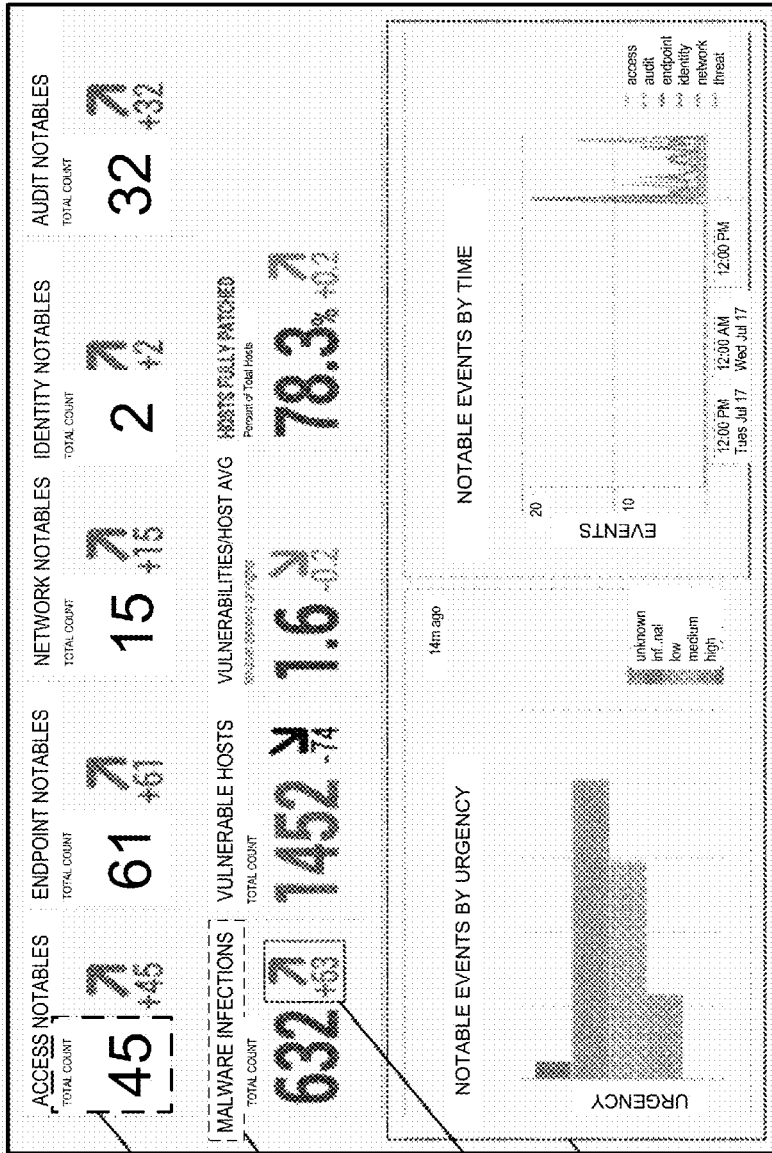 ACCESS NOTABLES
TOTAL COUNT
45
+45
ENDPOINT NOTABLES
TOTAL COUNT
61
+61
NETWORK NOTABLES
TOTAL COUNT
15
+15
IDENTITY NOTABLES
TOTAL COUNT
2
+2
AUDIT NOTABLES
TOTAL COUNT
32
+32
MALWARE INFECTIONS
TOTAL COUNT
632
+63
VULNERABLE HOSTS
TOTAL COUNT
1452
-74
VULNERABILITIES/HOST AVG
1.6
-0.2
HOSTS FULLY PATCHED
Percent of Total Hosts
78.3%
+0.2
NOTABLE EVENTS BY URGENCY
14m ago
URGENCY
unknown
inf..nal
low
medium
high
NOTABLE EVENTS BY TIME
EVENTS
20
10
12:00 PM
Tues Jul 17
12:00 AM
Wed Jul 17
12:00 PM
access
audit
endpoint
identity
network
threat